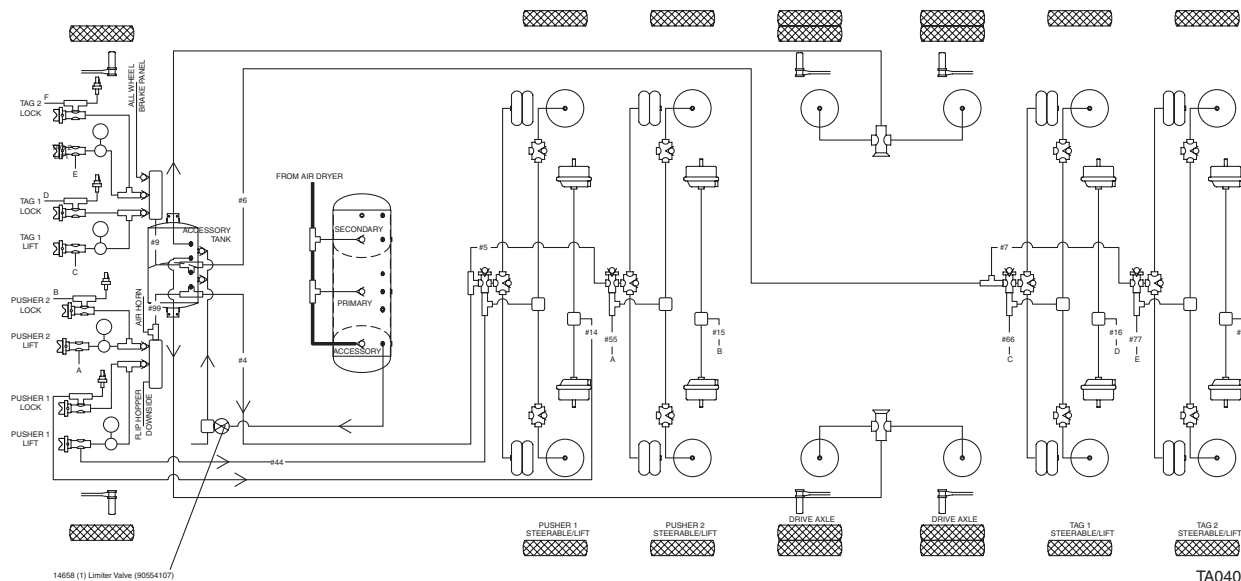 ALL WHEEL
BRAKE PANEL
F
TAG 2
LOCK
E
D
TAG 1
LOCK
TAG 1
LIFT
C
B
PUSHER 2
LOCK
PUSHER 2
LIFT
A
PUSHER 1
LOCK
PUSHER 1
LIFT
AIR HORN
FLIP HOPPER
DOWNSIDE
ACCESSORY
TANK
#9
#99
#6
#4
#44
FROM AIR DRYER
SECONDARY
PRIMARY
ACCESSORY
#5
#14
#55
A
#15
B
#7
#66
C
#16
D
#77
E
#
PUSHER 1
STEERABLE/LIFT
PUSHER 2
STEERABLE/LIFT
DRIVE AXLE
DRIVE AXLE
TAG 1
STEERABLE/LIFT
TAG 2
STEERABLE/LIFT
14658 (1) Limiter Valve (90554107)
TA040